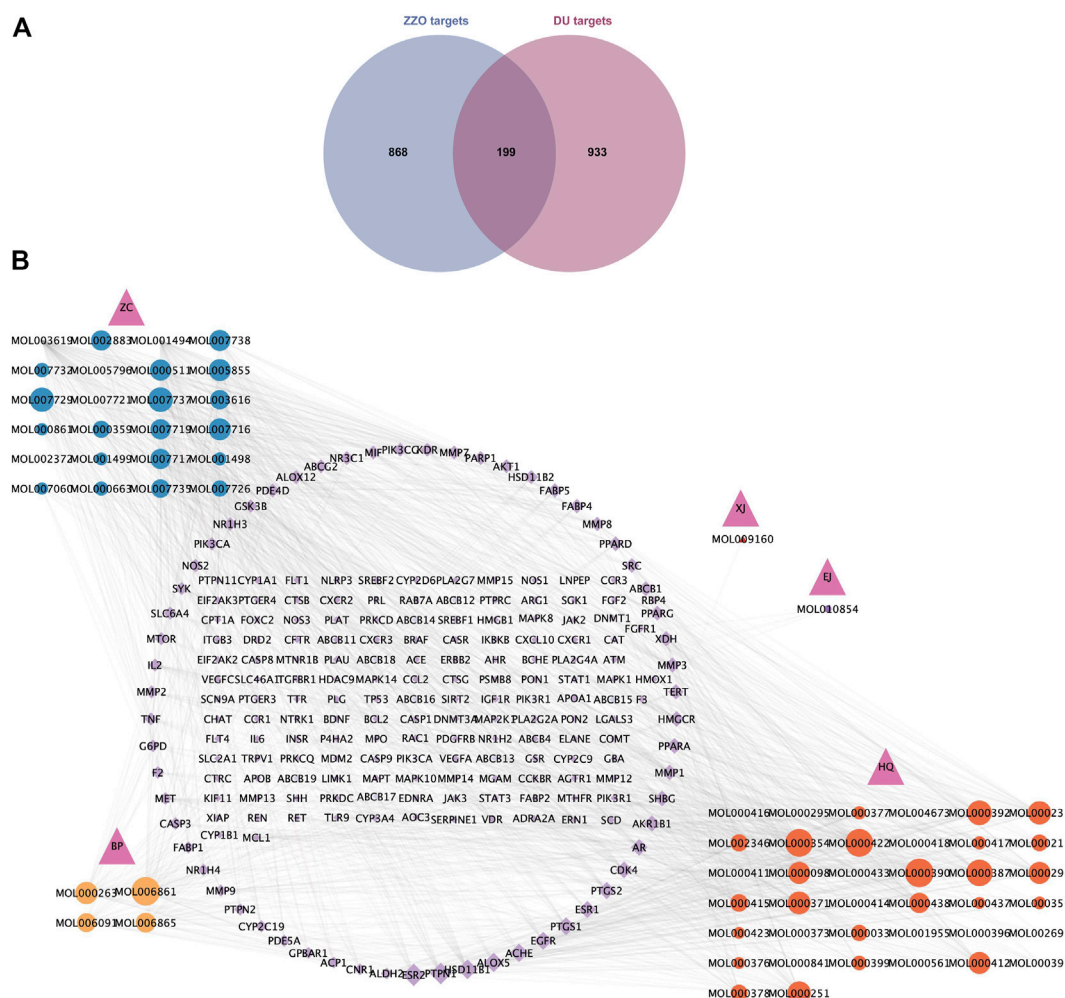 A
ZZO targets DU targets
868 199 933
B
ZC
MOL003619 MOL002883 MOL001494 MOL007738
MOL007732 MOL005796 MOL000511 MOL005855
MOL007729 MOL007721 MOL007737 MOL003616
MOL000861 MOL000359 MOL007719 MOL007716
MOL002372 MOL001499 MOL007717 MOL001498
MOL007060 MOL000663 MOL007735 MOL007726
XJ
MOL009160
EJ
MOL010854
HQ
MOL000416 MOL000295 MOL000377 MOL004673 MOL000392 MOL00023
MOL002346 MOL000354 MOL000422 MOL000418 MOL000417 MOL00021
MOL000411 MOL000098 MOL000433 MOL000390 MOL000387 MOL00029
MOL000415 MOL000371 MOL000414 MOL000438 MOL000437 MOL00035
MOL000423 MOL000373 MOL000033 MOL001955 MOL000396 MOL00269
MOL000376 MOL000841 MOL000399 MOL000561 MOL000412 MOL00039
MOL000378 MOL000251
BP
MOL000263 MOL006861
MOL006091 MOL006865
PIK3CG KDR MMP7 PARP1 AKT1 HSD11B2 FABP5 FABP4 MMP8 PPARD SRC ABCB1 RBP4 PPARG FGFR1 XDH MMP3 TERT HMGCR PPARA MMP1 SHBG AKR1B1 AR CDK4 PTGS2 ESR1 PTGS1 EGFR ACHE ALOX5 HSD11B1 PTPN1 ESR2 ALDH2 CNR1 ACP1 GPBAR1 PDE5A CYP2C19 PTPN2 MMP9 NR1H4 FABP1 CASP3 MET F2 G6PD TNF MMP2 IL2 MTOR SLC6A4 SYK NOS2 PIK3CA NR1H3 GSK3B PDE4D ALOX12 ABCG2 NR3C1 MIF
PTPN11 CYP1A1 FLT1 NLRP3 SREBF2 CYP2D6 PLA2G7 MMP15 NOS1 LNPEP CCR3
EIF2AK3 PTGER4 CTSB CXCR2 PRL RAB7A ABCB12 PTPRC ARG1 SGK1 FGF2
CPT1A FOXC2 NOS3 PLAT PRKCD ABCB14 SREBF1 HMGB1 MAPK8 JAK2 DNMT1
ITGB3 DRD2 CFTR ABCB11 CXCR3 BRAF CASR IKBKB CXCL10 CXCR1 CAT
EIF2AK2 CASP8 MTNR1B PLAU ABCB18 ACE ERBB2 AHR BCHE PLA2G4A ATM
VEGFC SLC46A1 TGFBR1 HDAC9 MAPK14 CCL2 CTSG PSMB8 PON1 STAT1 MAPK1 HMOX1
SCN9A PTGER3 TTR PLG TP53 ABCB16 SIRT2 IGF1R PIK3R1 APOA1 ABCB15 F3
CHAT CCR1 NTRK1 BDNF BCL2 CASP1 DNMT3A MAP2K1 PLA2G2A PON2 LGALS3
FLT4 IL6 INSR P4HA2 MPO RAC1 PDGFRB NR1H2 ABCB4 ELANE COMT
SLC2A1 TRPV1 PRKCQ MDM2 CASP9 PIK3CA VEGFA ABCB13 GSR CYP2C9 GBA
CTRC APOB ABCB19 LIMK1 MAPT MAPK10 MMP14 MGAM CCKBR AGTR1 MMP12
KIF11 MMP13 SHH PRKDC ABCB17 EDNRA JAK3 STAT3 FABP2 MTHFR PIK3R1
XIAP REN RET TLR9 CYP3A4 AOC3 SERPINE1 VDR ADRA2A ERN1 SCD
CYP1B1 MCL1